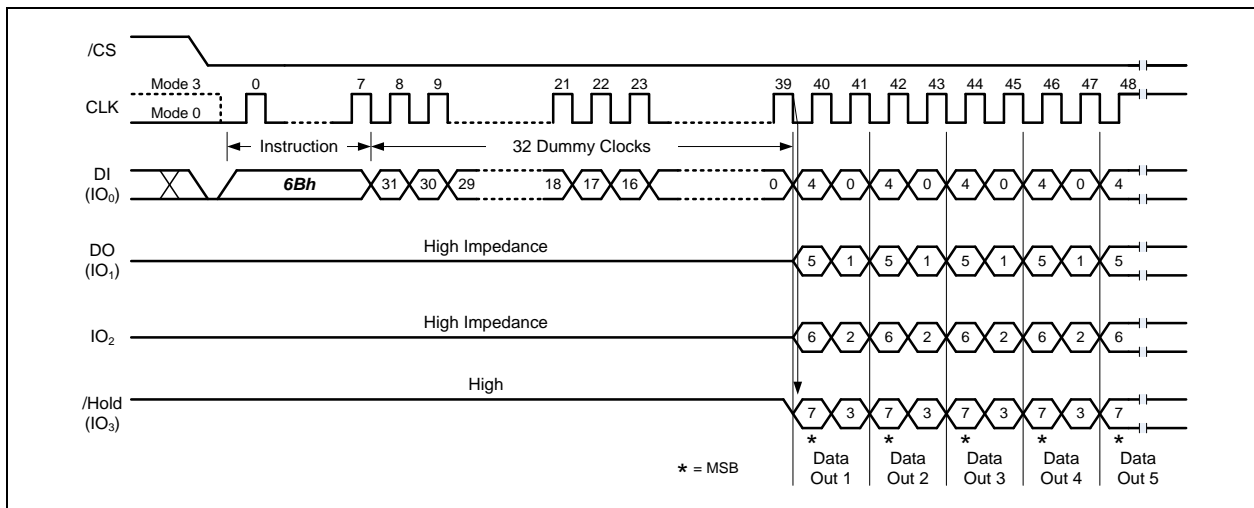 /CS
Mode 3
CLK
Mode 0
0 7 8 9 21 22 23 39 40 41 42 43 44 45 46 47 48
Instruction 32 Dummy Clocks
DI
(IO₀)
6Bh 31 30 29 18 17 16 0 4 0 4 0 4 0 4 0 4
DO
(IO₁)
High Impedance
5 1 5 1 5 1 5 1 5
IO₂
High Impedance
6 2 6 2 6 2 6 2 6
/Hold
(IO₃)
High
7 3 7 3 7 3 7 3 7
* * * * *
* = MSB
Data Out 1
Data Out 2
Data Out 3
Data Out 4
Data Out 5